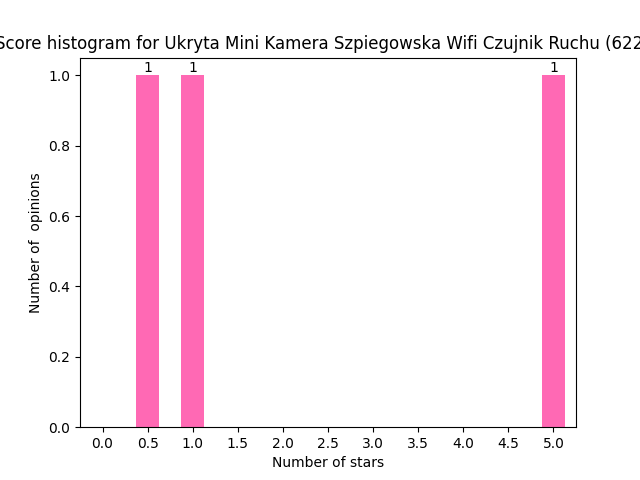 Score histogram for Ukryta Mini Kamera Szpiegowska Wifi Czujnik Ruchu (622
1 1 1
1.0
0.8
0.6
0.4
0.2
0.0
Number of  opinions
0.0 0.5 1.0 1.5 2.0 2.5 3.0 3.5 4.0 4.5 5.0
Number of stars